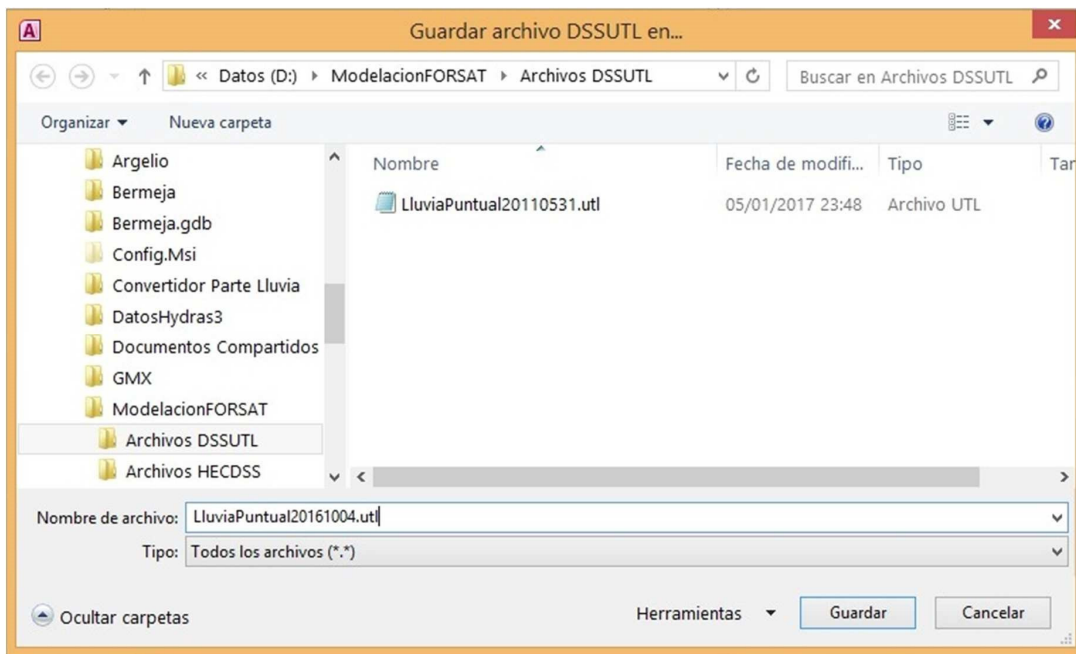 A
Guardar archivo DSSUTL en...
« Datos (D:) ModelacionFORSAT Archivos DSSUTL
Buscar en Archivos DSSUTL
Organizar
Nueva carpeta
Argelio
Bermeja
Bermeja.gdb
Config.Msi
Convertidor Parte Lluvia
DatosHydras3
Documentos Compartidos
GMX
ModelacionFORSAT
Archivos DSSUTL
Archivos HECDSS
Nombre Fecha de modifi... Tipo Tar
LluviaPuntual20110531.utl 05/01/2017 23:48 Archivo UTL
Nombre de archivo: LluviaPuntual20161004.utl
Tipo: Todos los archivos (*.*)
Ocultar carpetas
Herramientas
Guardar
Cancelar